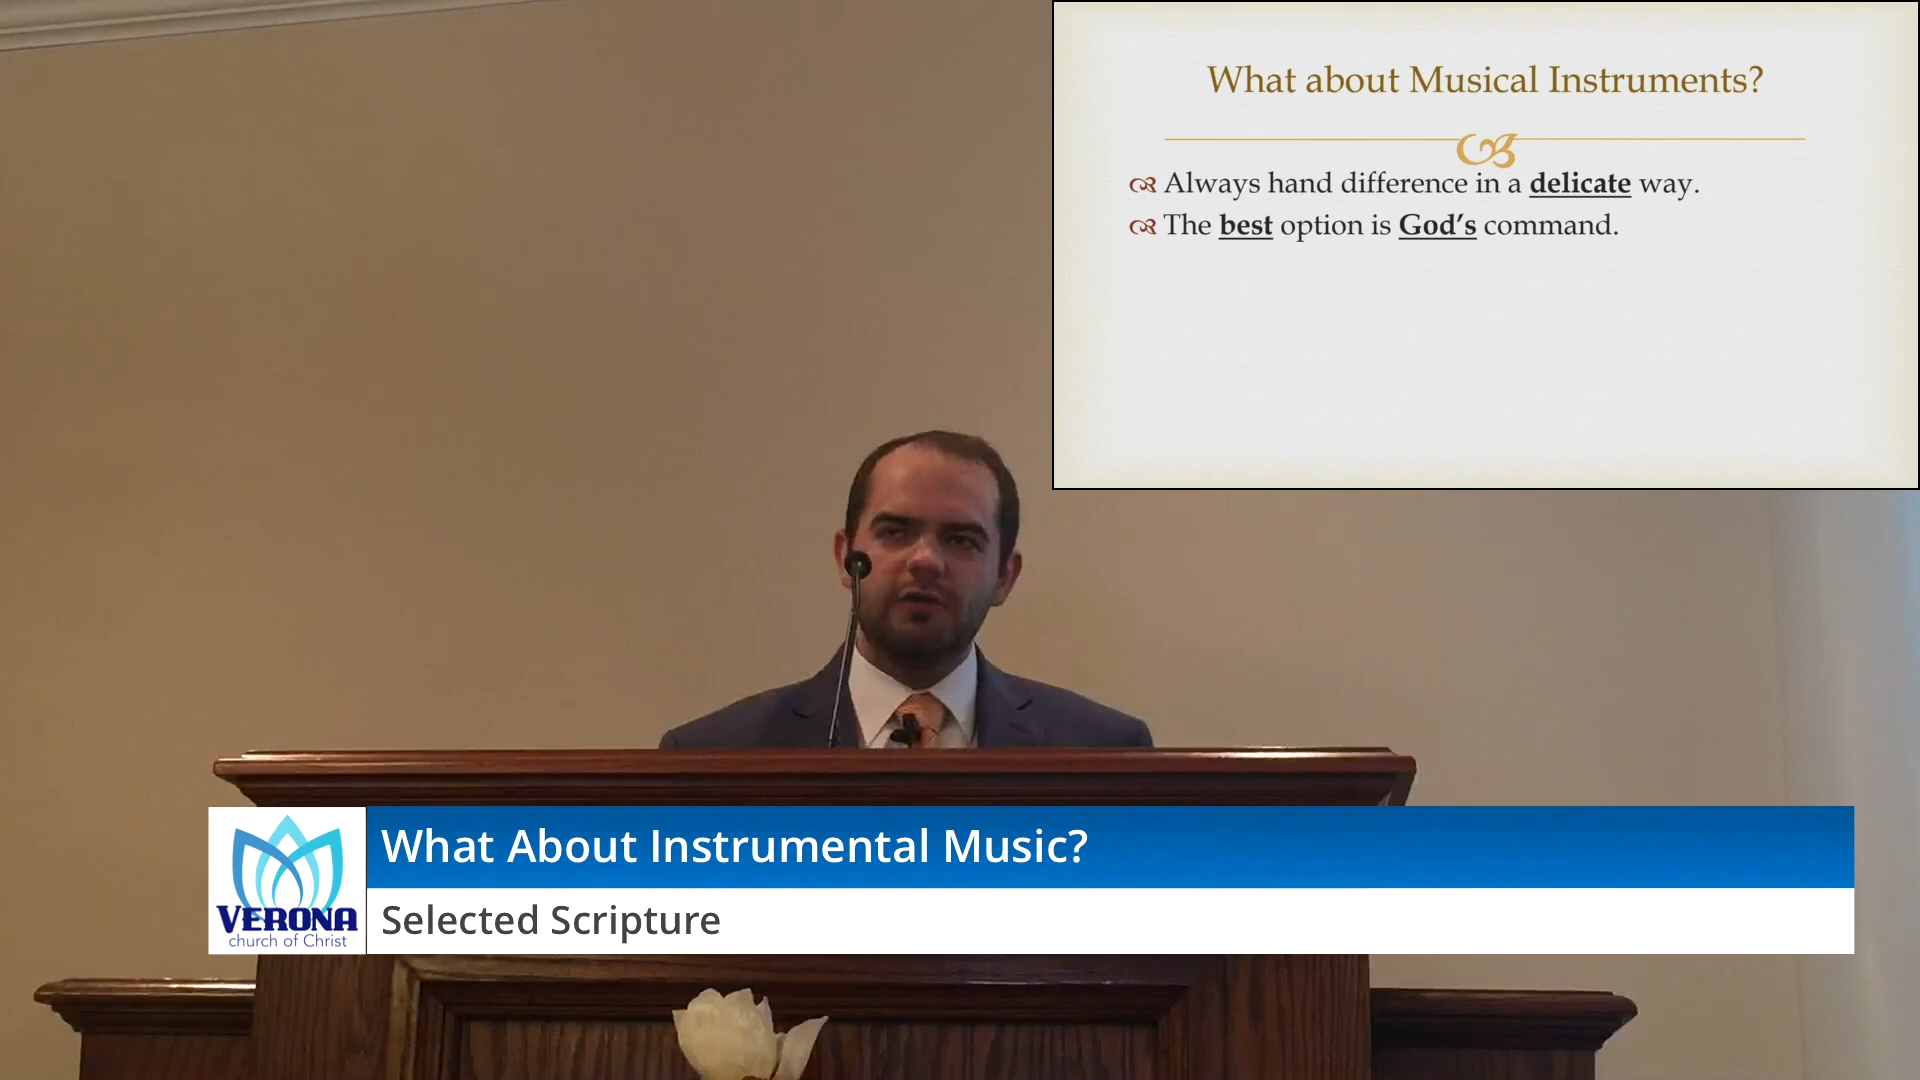 What about Musical Instruments?
Always hand difference in a delicate way.
The best option is God's command.
What About Instrumental Music?
VERONA
church of Christ
Selected Scripture